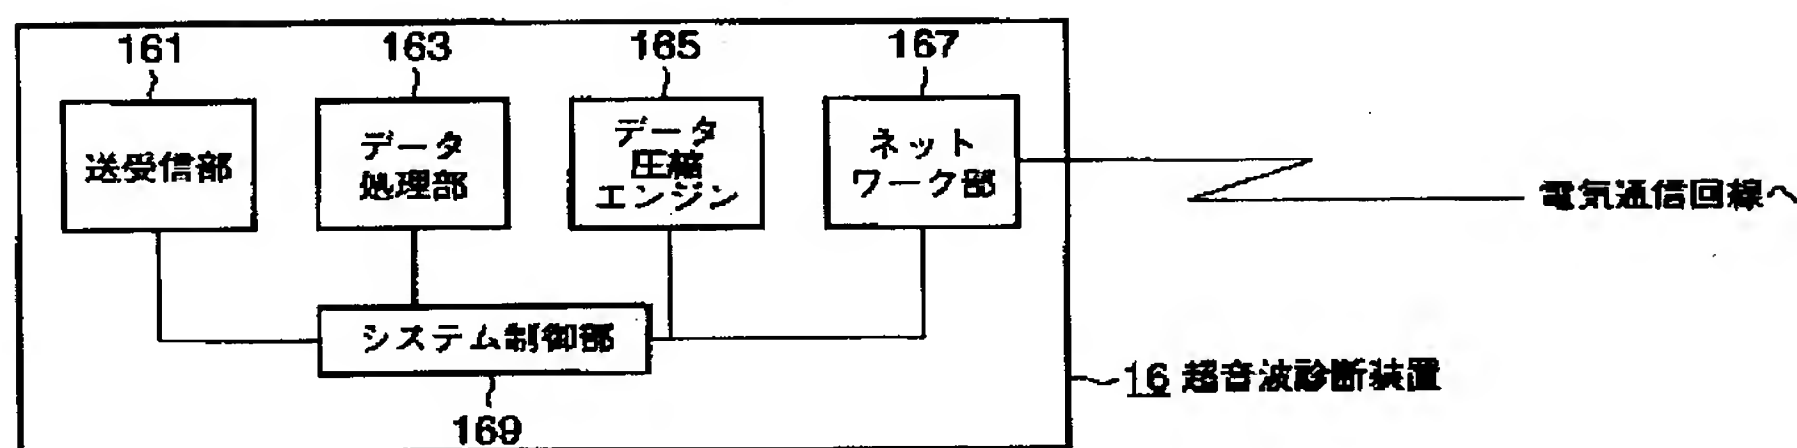 161 163 165 167
送受信部
データ
処理部
データ
圧縮
エンジン
ネット
ワーク部
電気通信回線へ
システム制御部
16 超音波診断装置
169